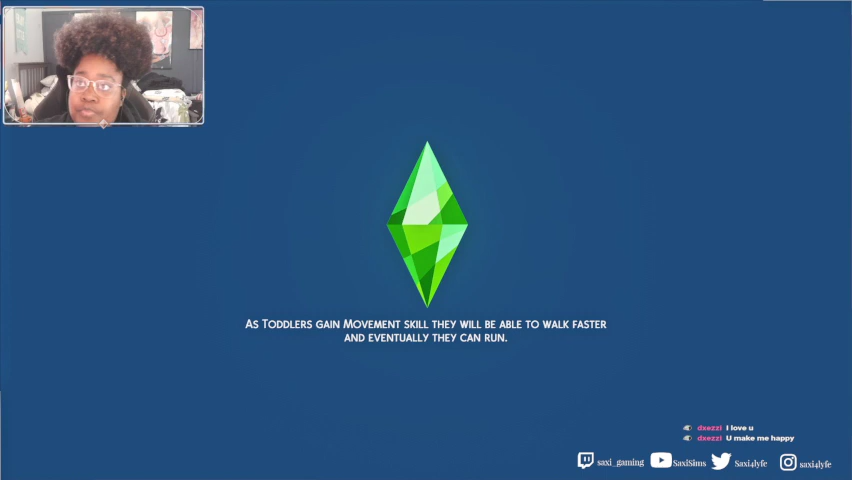 As Toddlers gain Movement skill they will be able to walk faster
and eventually they can run.
dxezzi I love u
dxezzi U make me happy
saxi_gaming SaxiSims Saxi4lyfe saxi4lyfe